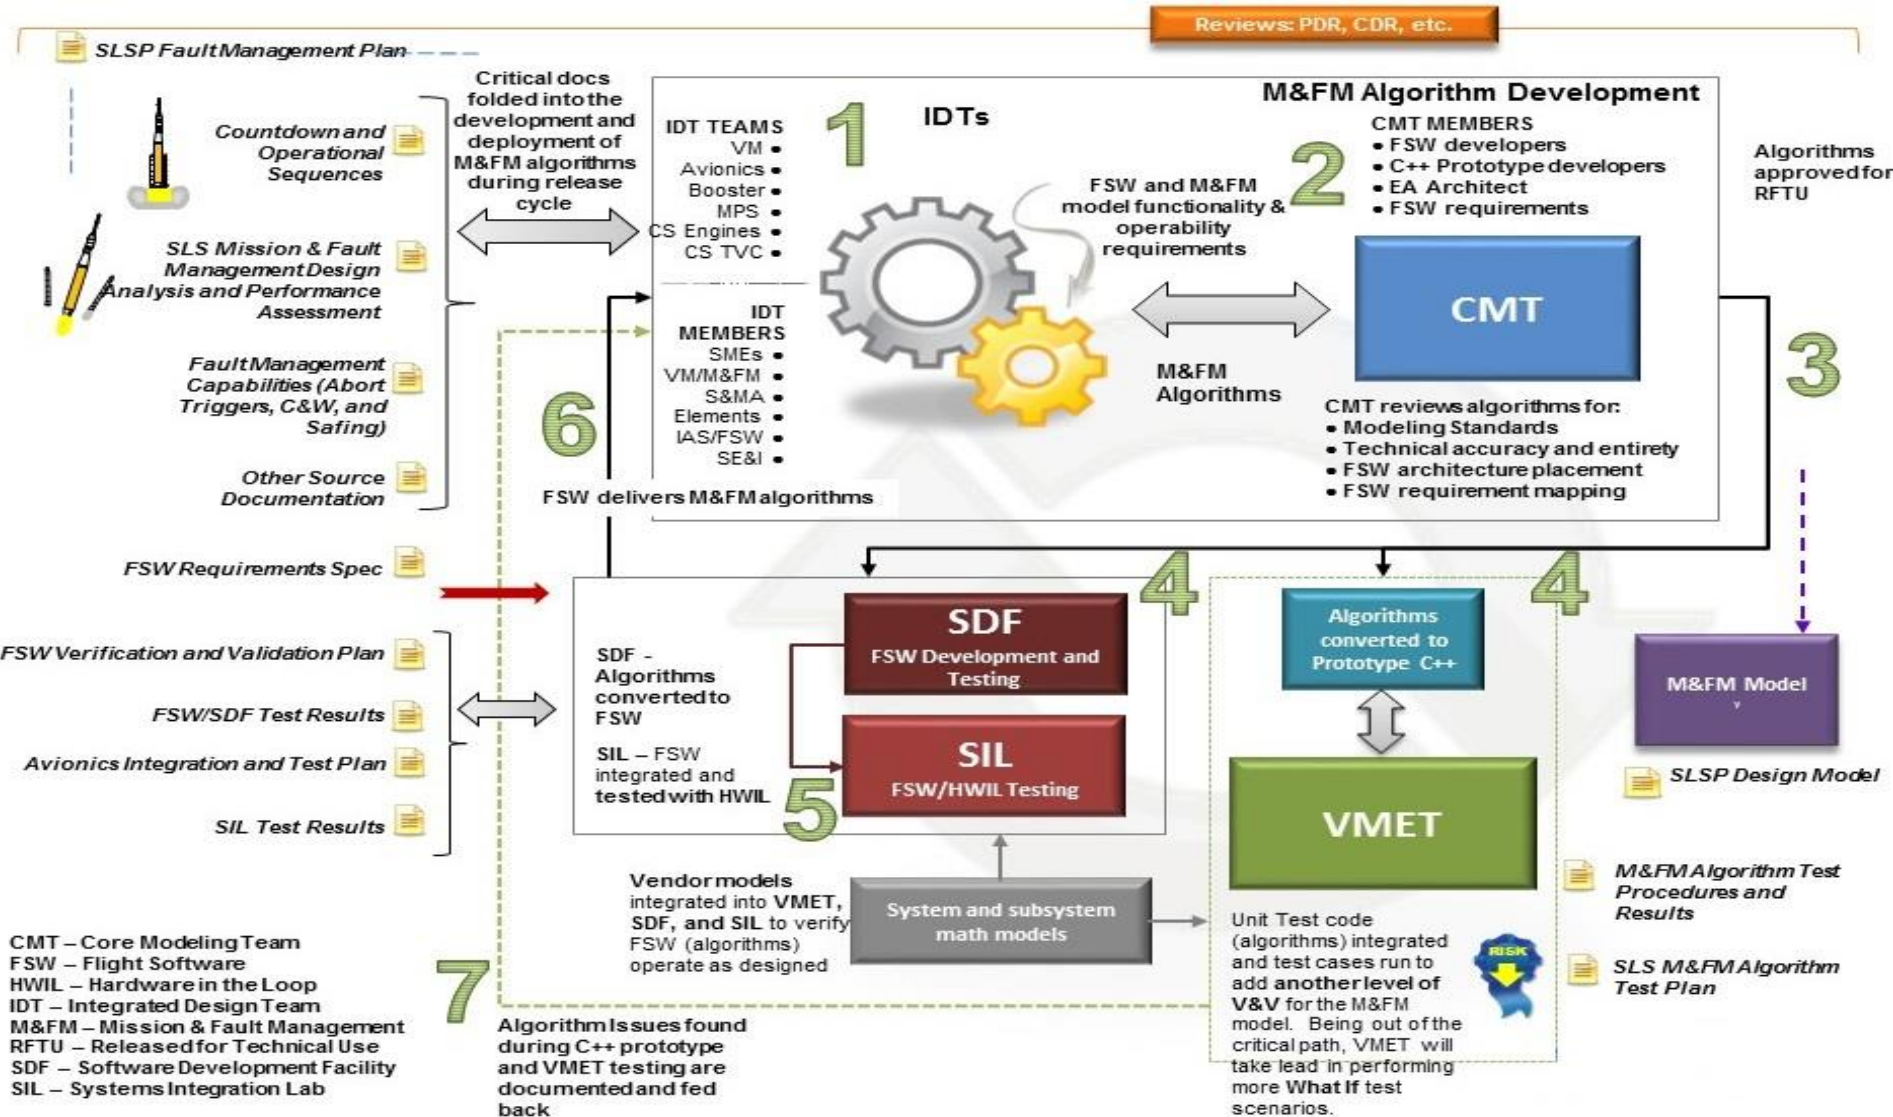 Reviews: PDR, CDR, etc.
SLSP Fault Management Plan
Countdown and
Operational
Sequences
SLS Mission & Fault
Management Design
Analysis and Performance
Assessment
Fault Management
Capabilities (Abort
Triggers, C&W, and
Safing)
Other Source
Documentation
Critical docs
folded into the
development and
deployment of
M&FM algorithms
during release
cycle
IDT TEAMS
VM •
Avionics •
Booster •
MPS •
CS Engines •
CS TVC •
IDT
MEMBERS
SMEs •
VM/M&FM •
S&MA •
Elements •
IAS/FSW •
SE&I •
1
IDTs
M&FM Algorithm Development
2
CMT MEMBERS
• FSW developers
• C++ Prototype developers
• EA Architect
• FSW requirements
FSW and M&FM
model functionality &
operability
requirements
M&FM
Algorithms
CMT
CMT reviews algorithms for:
• Modeling Standards
• Technical accuracy and entirety
• FSW architecture placement
• FSW requirement mapping
Algorithms
approved for
RFTU
3
6
FSW delivers M&FM algorithms
FSW Requirements Spec
FSW Verification and Validation Plan
FSW/SDF Test Results
Avionics Integration and Test Plan
SIL Test Results
SDF -
Algorithms
converted to
FSW
SIL – FSW
integrated and
tested with HWIL
4
SDF
FSW Development and
Testing
5
SIL
FSW/HWIL Testing
4
Algorithms
converted to
Prototype C++
VMET
M&FM Model
SLSP Design Model
M&FM Algorithm Test
Procedures and
Results
SLS M&FM Algorithm
Test Plan
Vendor models
integrated into VMET,
SDF, and SIL to verify
FSW (algorithms)
operate as designed
System and subsystem
math models
Unit Test code
(algorithms) integrated
and test cases run to
add another level of
V&V for the M&FM
model. Being out of the
critical path, VMET will
take lead in performing
more What If test
scenarios.
RISK
7
Algorithm Issues found
during C++ prototype
and VMET testing are
documented and fed
back
CMT – Core Modeling Team
FSW – Flight Software
HWIL – Hardware in the Loop
IDT – Integrated Design Team
M&FM – Mission & Fault Management
RFTU – Released for Technical Use
SDF – Software Development Facility
SIL – Systems Integration Lab